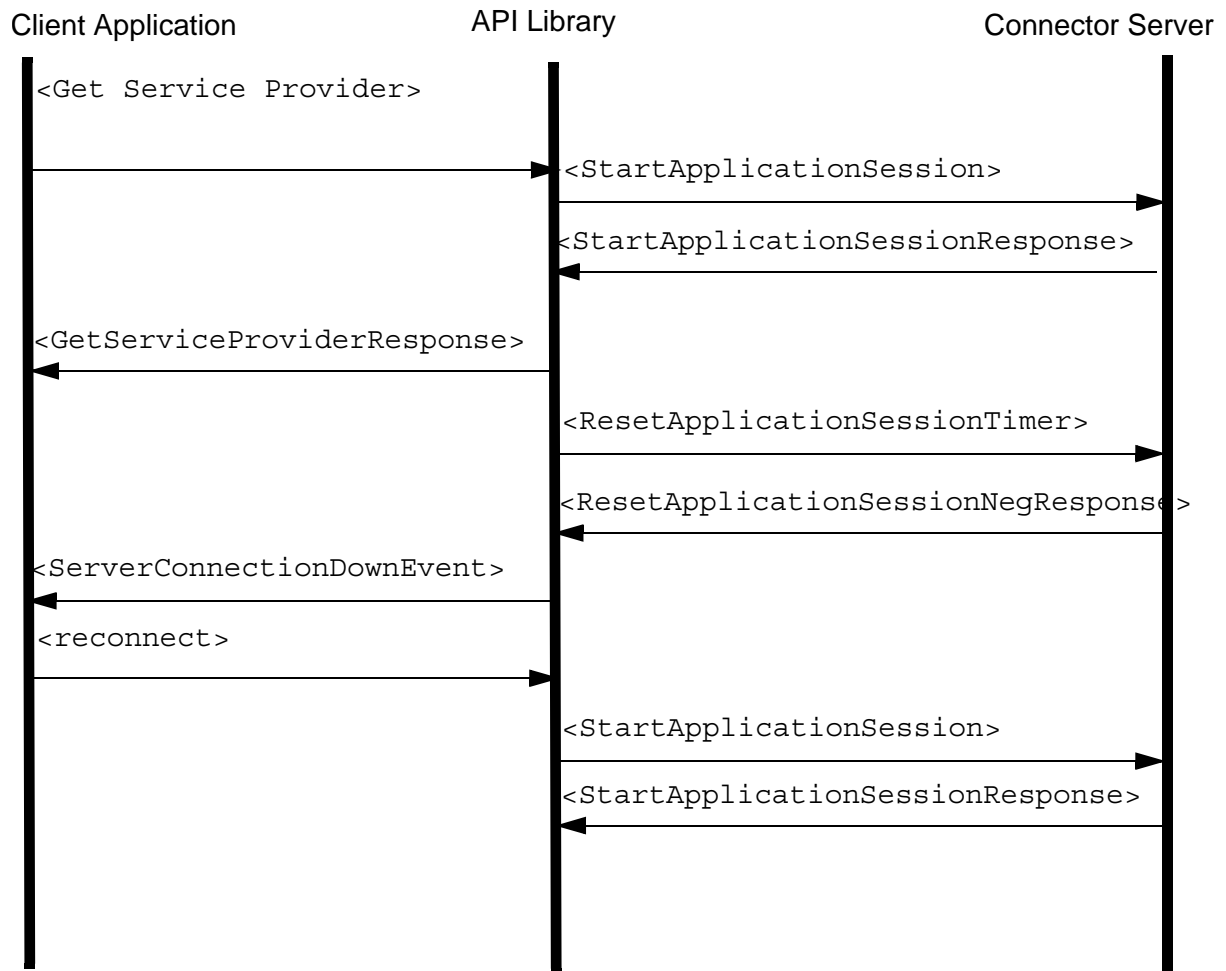 Client Application
API Library
Connector Server
<Get Service Provider>
<StartApplicationSession>
<StartApplicationSessionResponse>
<GetServiceProviderResponse>
<ResetApplicationSessionTimer>
<ResetApplicationSessionNegResponse>
<ServerConnectionDownEvent>
<reconnect>
<StartApplicationSession>
<StartApplicationSessionResponse>